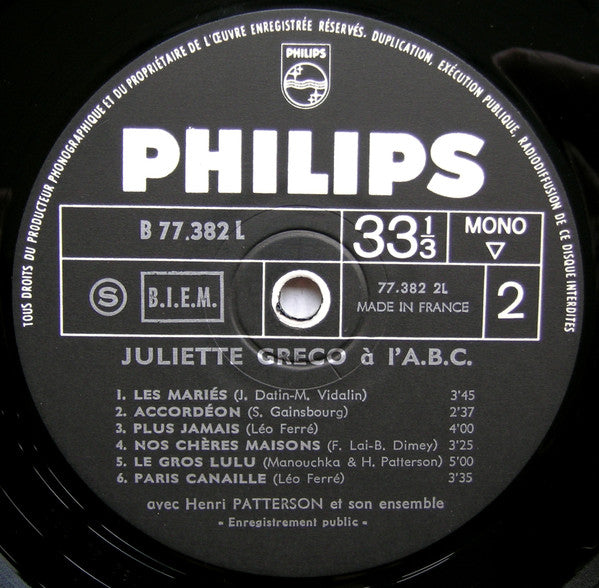 TOUS DROITS DU PRODUCTEUR PHONOGRAPHIQUE ET DU PROPRIÉTAIRE DE L'ŒUVRE ENREGISTRÉE RÉSERVÉS. DUPLICATION, EXÉCUTION PUBLIQUE, RADIODIFFUSION DE CE DISQUE INTERDITES
PHILIPS
PHILIPS
B 77.382 L
33 1/3
MONO
▽
S
B.I.E.M.
77.382 2L
MADE IN FRANCE
2
JULIETTE GRECO à l'A.B.C.
1. LES MARIÉS (J. Datin-M. Vidalin) 3'45
2. ACCORDÉON (S. Gainsbourg) 2'37
3. PLUS JAMAIS (Léo Ferré) 4'00
4. NOS CHÈRES MAISONS (F. Lai-B. Dimey) 3'25
5. LE GROS LULU (Manouchka & H. Patterson) 5'00
6. PARIS CANAILLE (Léo Ferré) 3'35
avec Henri PATTERSON et son ensemble
« Enregistrement public »